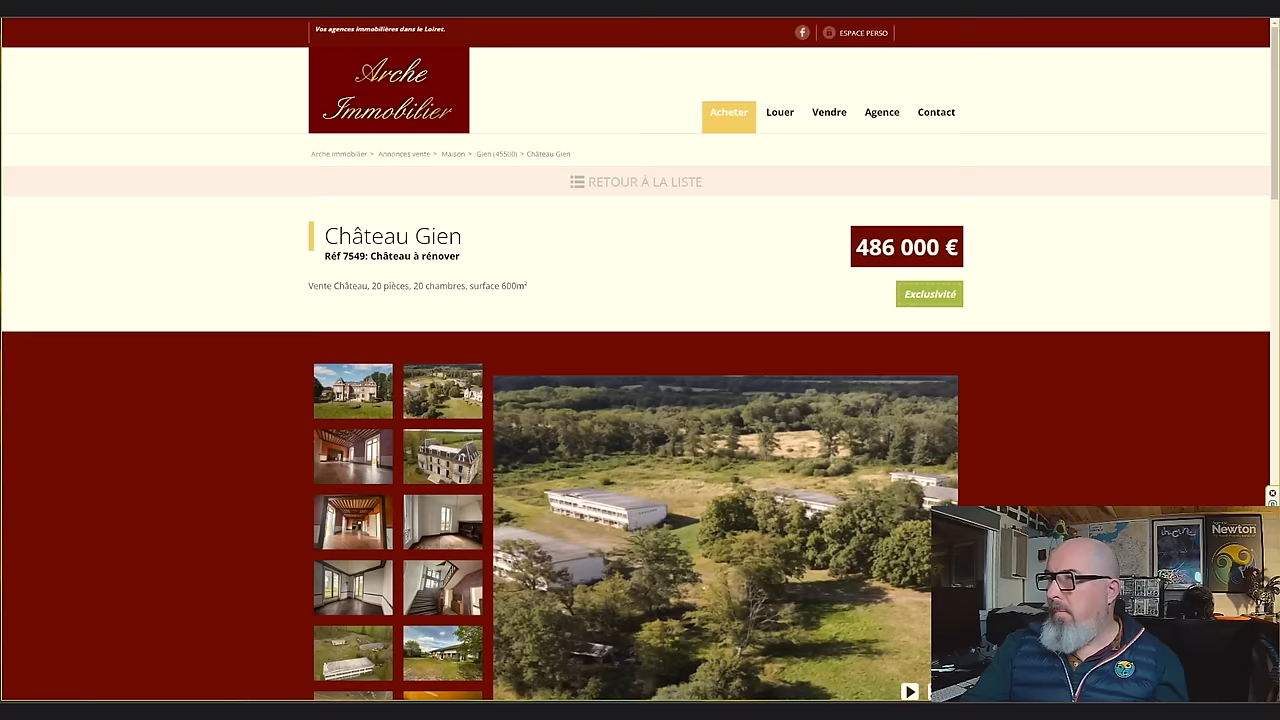 Vos agences immobilières dans le Loiret.
ESPACE PERSO
Arche
Immobilier
Acheter Louer Vendre Agence Contact
Arche immobilier > Annonces vente > Maison > Gien (45500) > Château Gien
RETOUR À LA LISTE
Château Gien
486 000 €
Réf 7549: Château à rénover
Vente Château, 20 pièces, 20 chambres, surface 600m²
Exclusivité
Newton